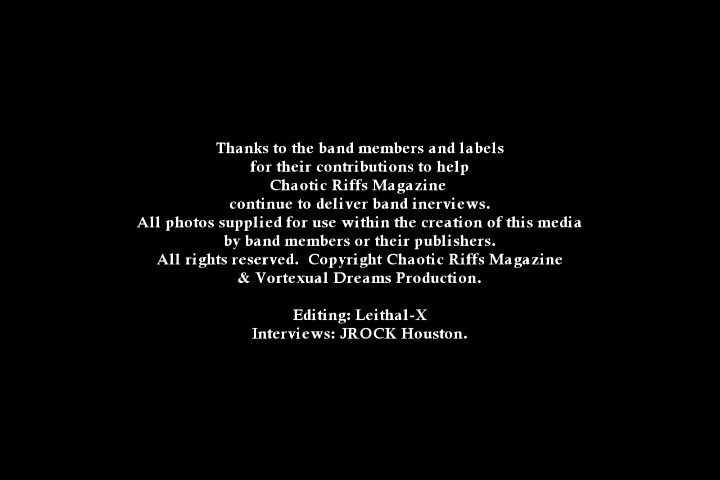 Thanks to the band members and labels
for their contributions to help
Chaotic Riffs Magazine
continue to deliver band inerviews.
All photos supplied for use within the creation of this media
by band members or their publishers.
All rights reserved.  Copyright Chaotic Riffs Magazine
& Vortexual Dreams Production.
Editing: Leithal-X
Interviews: JROCK Houston.